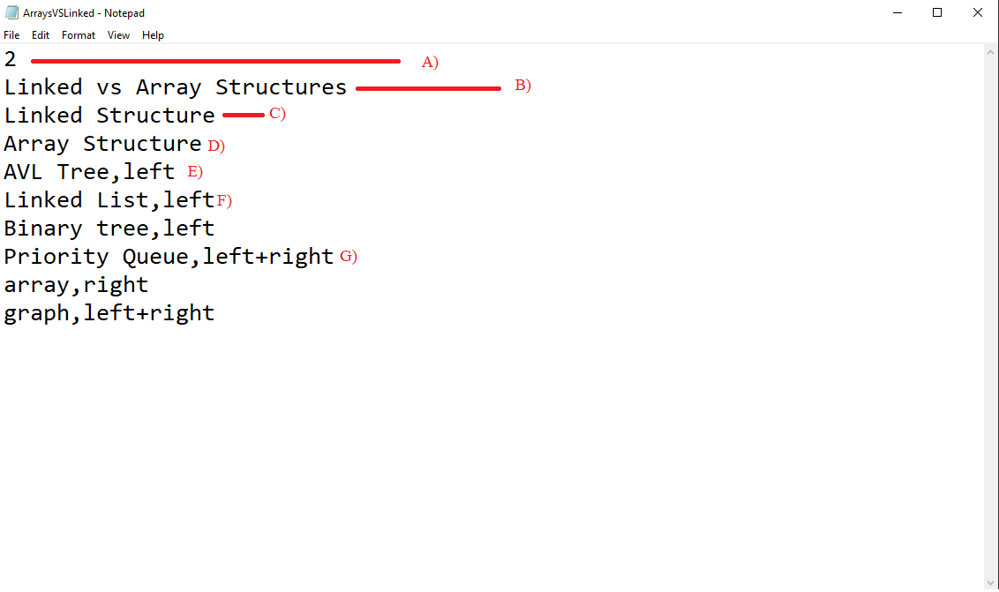 ArraysVSLinked - Notepad
File Edit Format View Help
2 A)
Linked vs Array Structures B)
Linked Structure C)
Array Structure D)
AVL Tree,left E)
Linked List,left F)
Binary tree,left
Priority Queue,left+right G)
array,right
graph,left+right